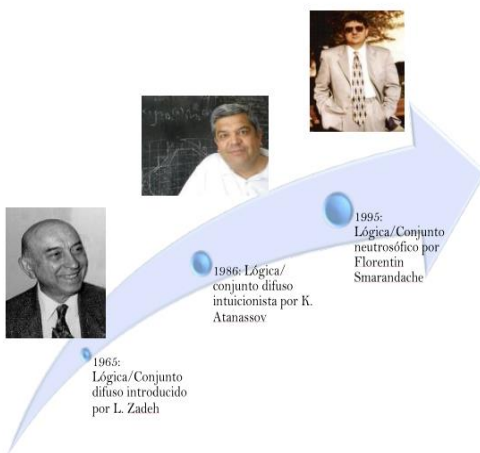 1965:
Lógica/Conjunto
difuso introducido
por L. Zadeh
1986: Lógica/
conjunto difuso
intuicionista por K.
Atanassov
1995:
Lógica/Conjunto
neutrosófico por
Florentin
Smarandache